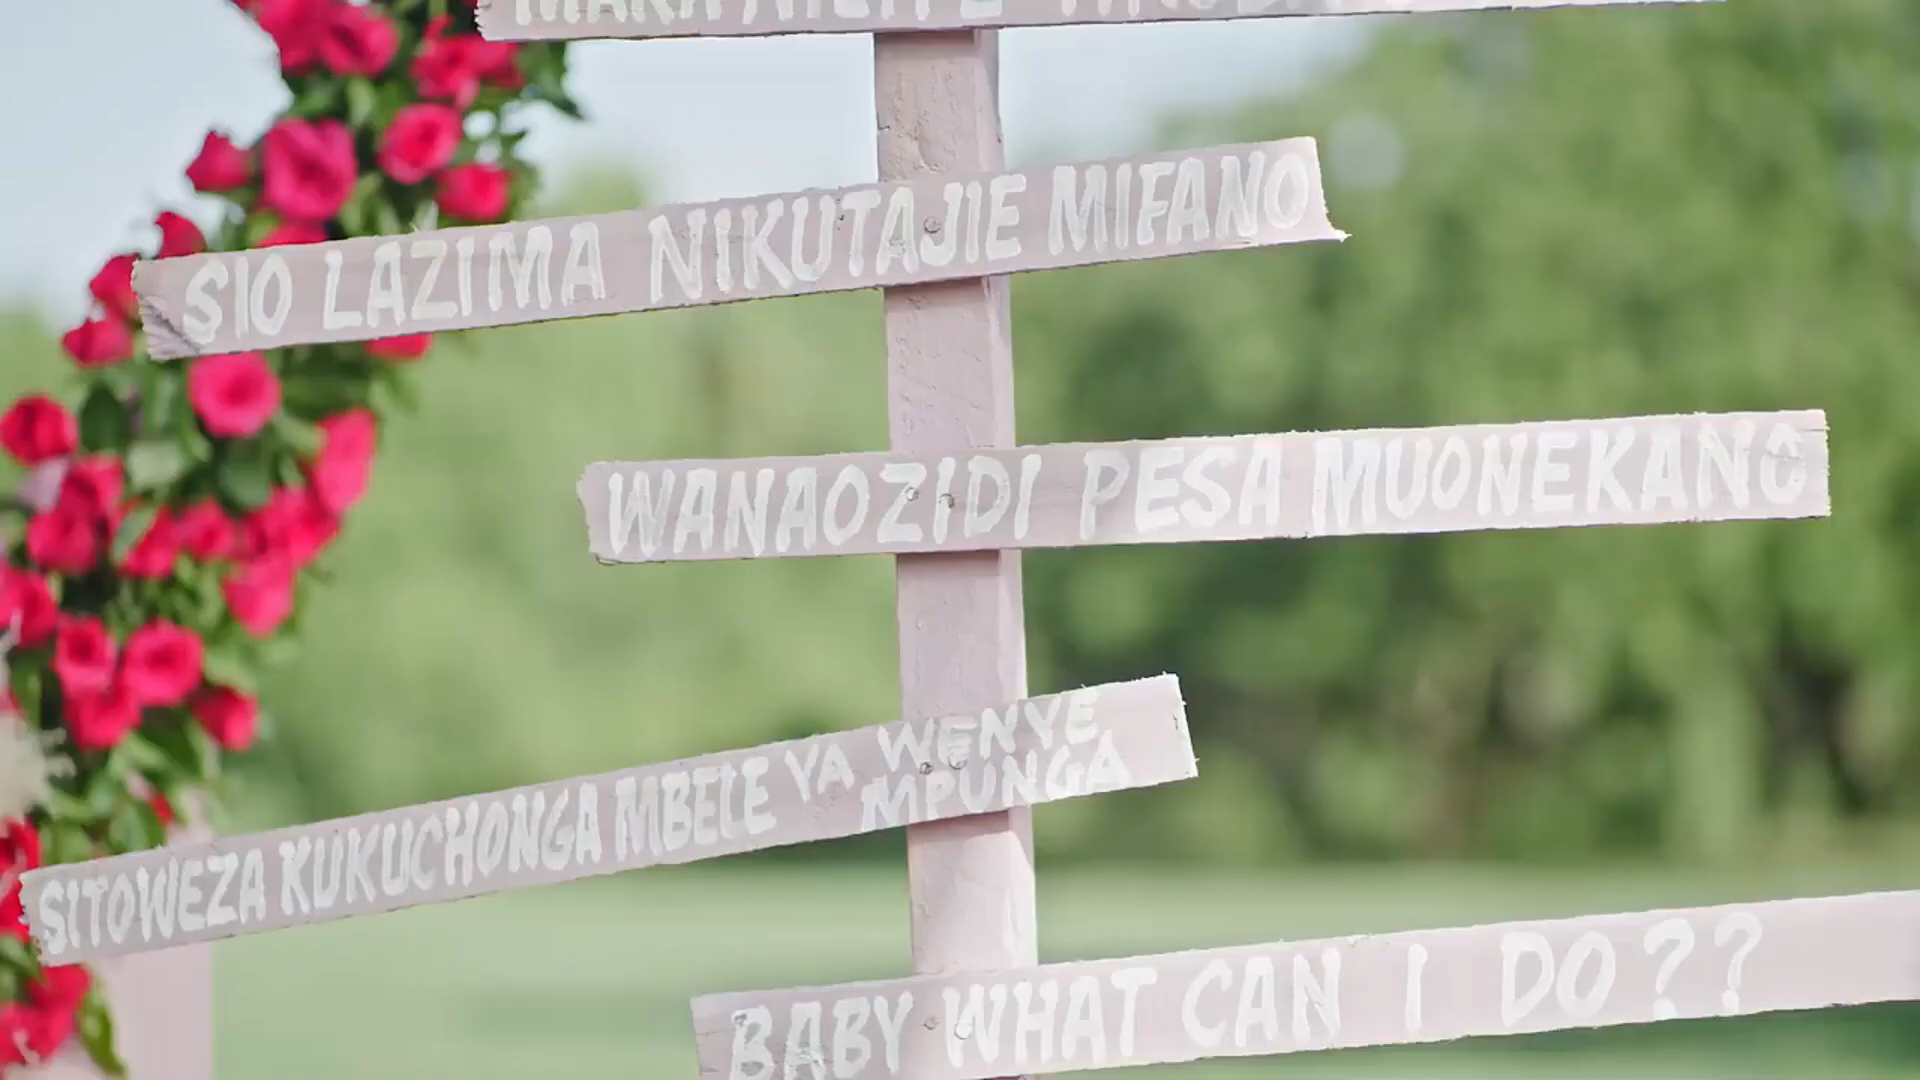 SIO LAZIMA NIKUTAJIE MIFANO
WANAOZIDI PESA MUONEKANO
SITOWEZA KUKUCHONGA MBELE YA WENYE
MPUNGA
BABY WHAT CAN I DO??